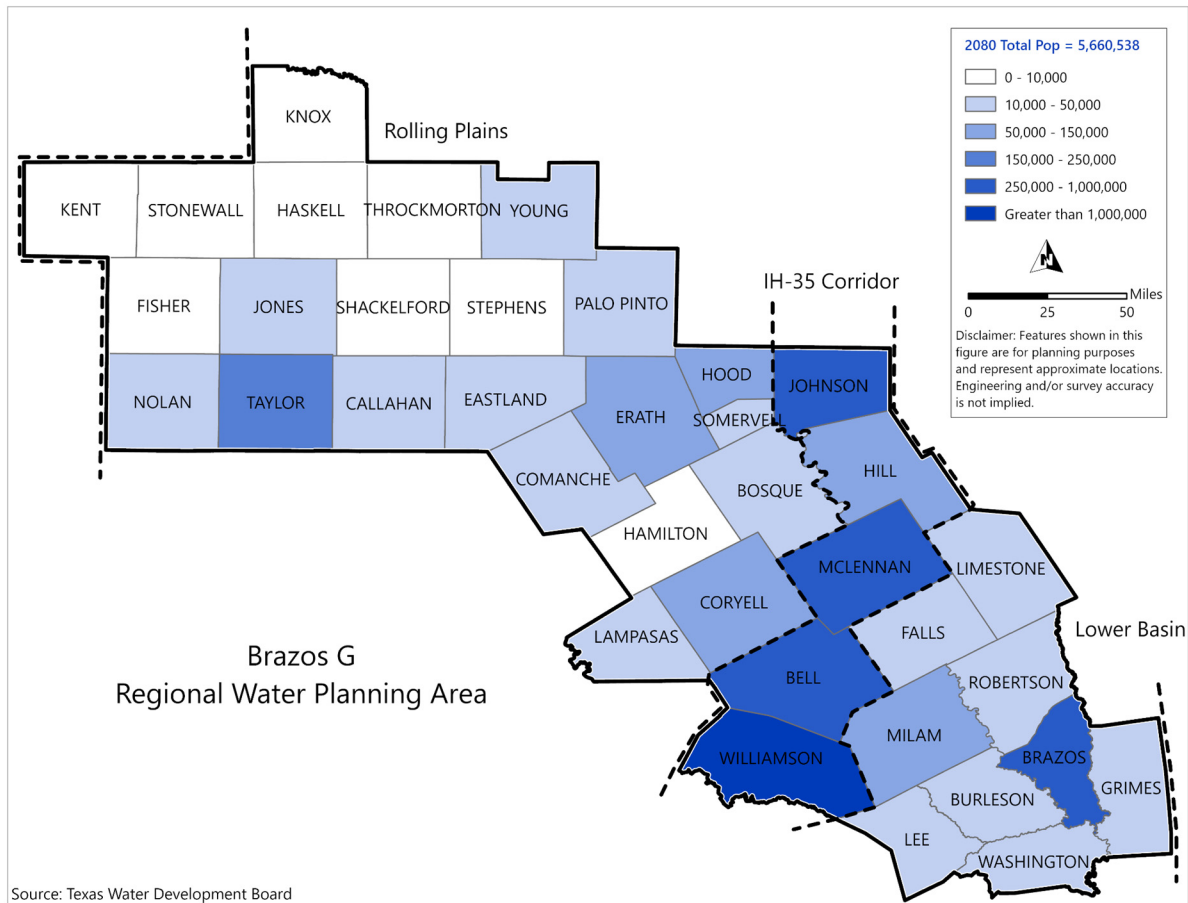 2080 Total Pop = 5,660,538
0 - 10,000
10,000 - 50,000
50,000 - 150,000
150,000 - 250,000
250,000 - 1,000,000
Greater than 1,000,000
N
Miles
0 25 50
Disclaimer: Features shown in this
figure are for planning purposes
and represent approximate locations.
Engineering and/or survey accuracy
is not implied.
KNOX
Rolling Plains
KENT
STONEWALL
HASKELL
THROCKMORTON
YOUNG
IH-35 Corridor
FISHER
JONES
SHACKELFORD
STEPHENS
PALO PINTO
HOOD
JOHNSON
NOLAN
TAYLOR
CALLAHAN
EASTLAND
ERATH
SOMERVELL
COMANCHE
BOSQUE
HILL
HAMILTON
MCLENNAN
LIMESTONE
CORYELL
LAMPASAS
FALLS
Lower Basin
Brazos G
Regional Water Planning Area
BELL
ROBERTSON
MILAM
WILLIAMSON
BRAZOS
GRIMES
BURLESON
LEE
WASHINGTON
Source: Texas Water Development Board